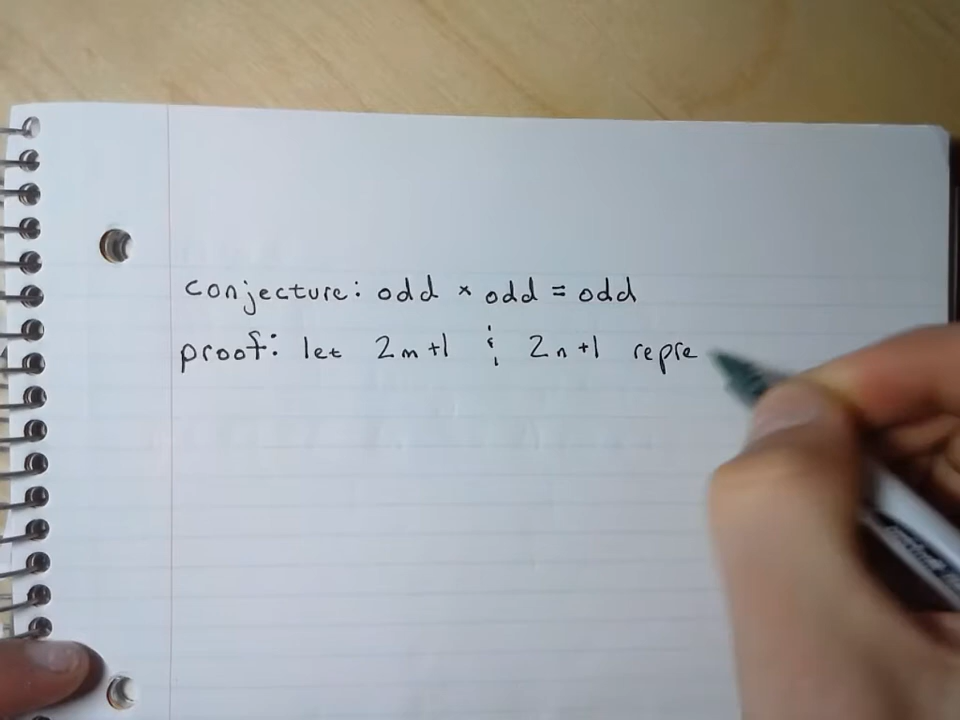 conjecture: odd × odd = odd
proof: let 2m+1 & 2n+1 repre